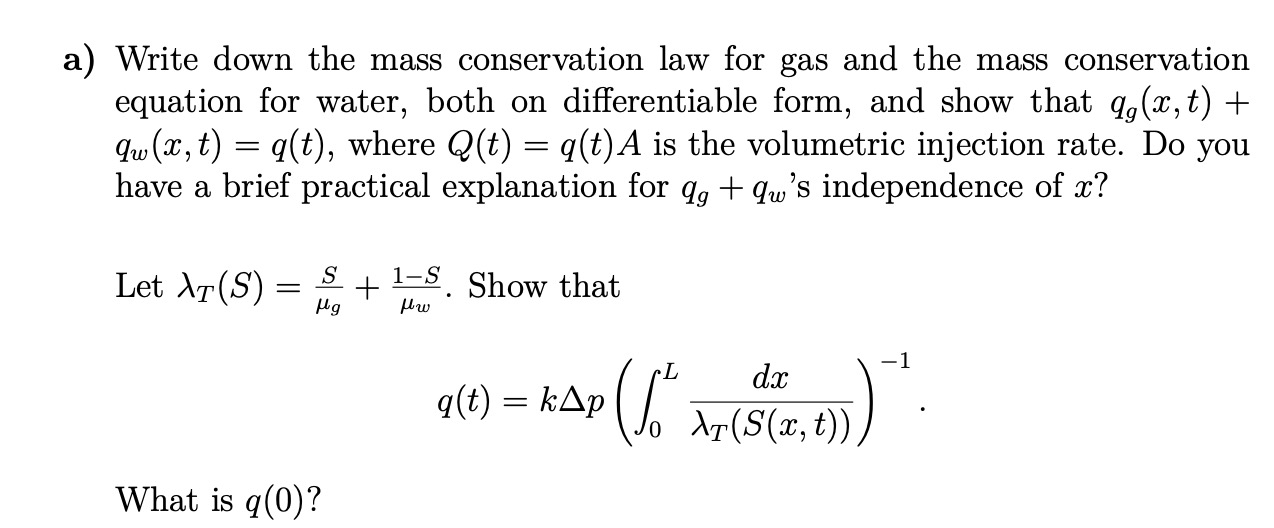 a) Write down the mass conservation law for gas and the mass conservation
equation for water, both on differentiable form, and show that $q_g(x,t) +$
$q_w(x,t) = q(t)$, where $Q(t) = q(t)A$ is the volumetric injection rate. Do you
have a brief practical explanation for $q_g + q_w$'s independence of $x$?
Let $\lambda_T(S) = \frac{S}{\mu_g} + \frac{1-S}{\mu_w}$. Show that
$q(t) = k\Delta p \left( \int_0^L \frac{dx}{\lambda_T(S(x,t))} \right)^{-1}.$
What is $q(0)$?